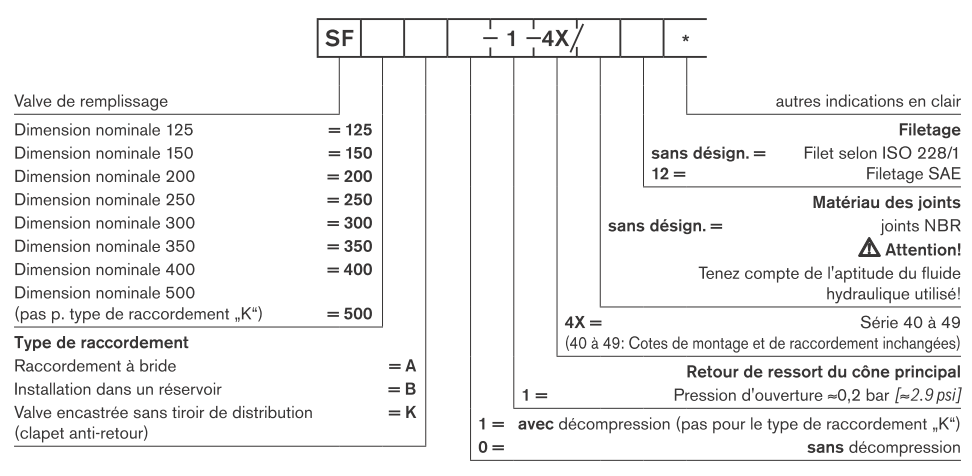 SF – 1 –4X/ *
Valve de remplissage
Dimension nominale 125 = 125
Dimension nominale 150 = 150
Dimension nominale 200 = 200
Dimension nominale 250 = 250
Dimension nominale 300 = 300
Dimension nominale 350 = 350
Dimension nominale 400 = 400
Dimension nominale 500
(pas p. type de raccordement „K“) = 500
Type de raccordement
Raccordement à bride = A
Installation dans un réservoir = B
Valve encastrée sans tiroir de distribution = K
(clapet anti-retour)
autres indications en clair
Filetage
sans désign. = Filet selon ISO 228/1
12 = Filetage SAE
Matériau des joints
sans désign. = joints NBR
Attention!
Tenez compte de l'aptitude du fluide
hydraulique utilisé!
4X = Série 40 à 49
(40 à 49: Cotes de montage et de raccordement inchangées)
Retour de ressort du cône principal
1 = Pression d'ouverture ≈0,2 bar [≈2.9 psi]
1 = avec décompression (pas pour le type de raccordement „K“)
0 = sans décompression